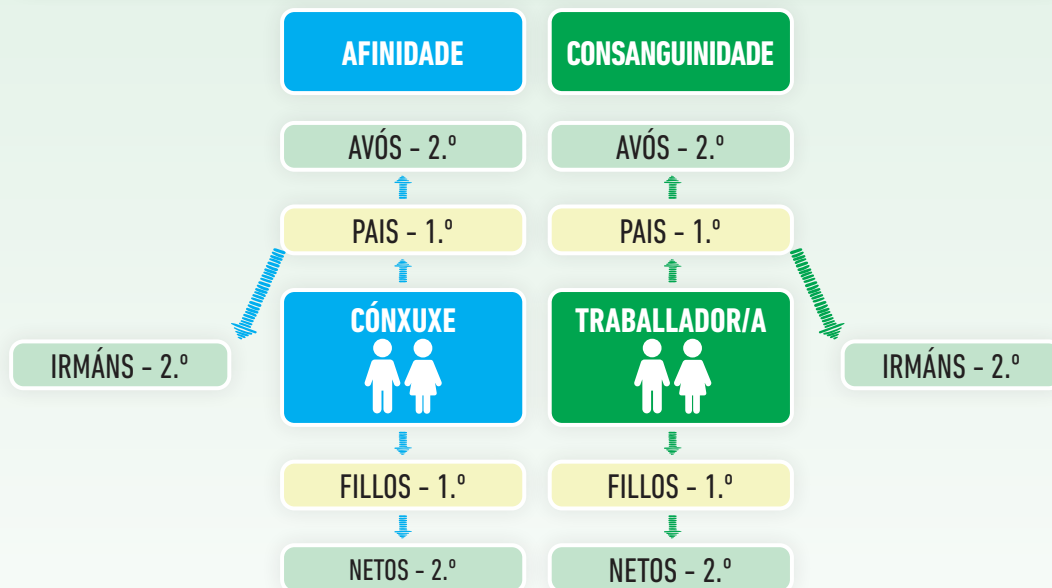 AFINIDADE
CONSANGUINIDADE
AVÓS - 2.º
AVÓS - 2.º
PAIS - 1.º
PAIS - 1.º
CÓNXUXE
TRABALLADOR/A
IRMÁNS - 2.º
IRMÁNS - 2.º
FILLOS - 1.º
FILLOS - 1.º
NETOS - 2.º
NETOS - 2.º